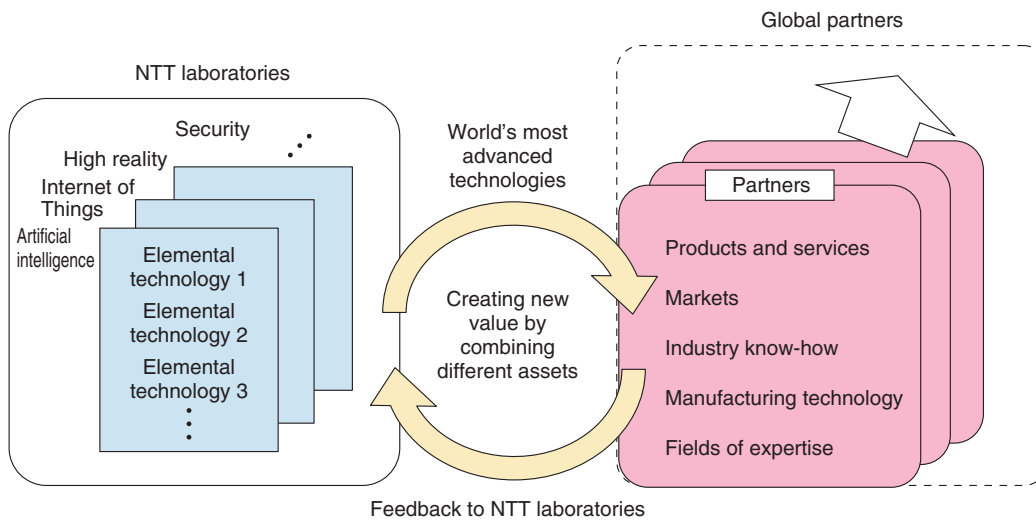 Global partners
NTT laboratories
Security
High reality
Internet of
Things
Artificial
intelligence
Elemental
technology 1
Elemental
technology 2
Elemental
technology 3
World's most
advanced
technologies
Creating new
value by
combining
different assets
Feedback to NTT laboratories
Partners
Products and services
Markets
Industry know-how
Manufacturing technology
Fields of expertise